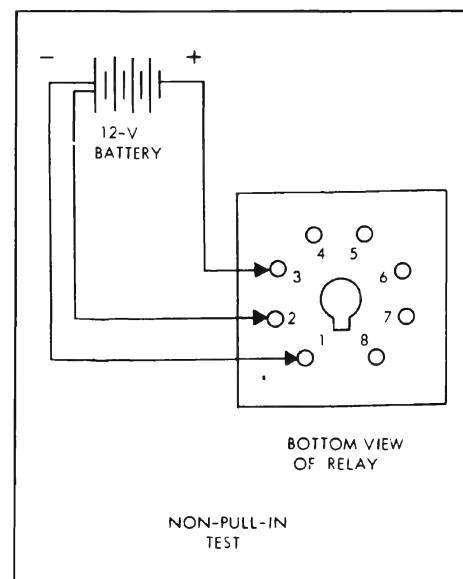 − +
12-V
BATTERY
4 5
3 6
2 7
1 8
BOTTOM VIEW
OF RELAY
NON-PULL-IN
TEST